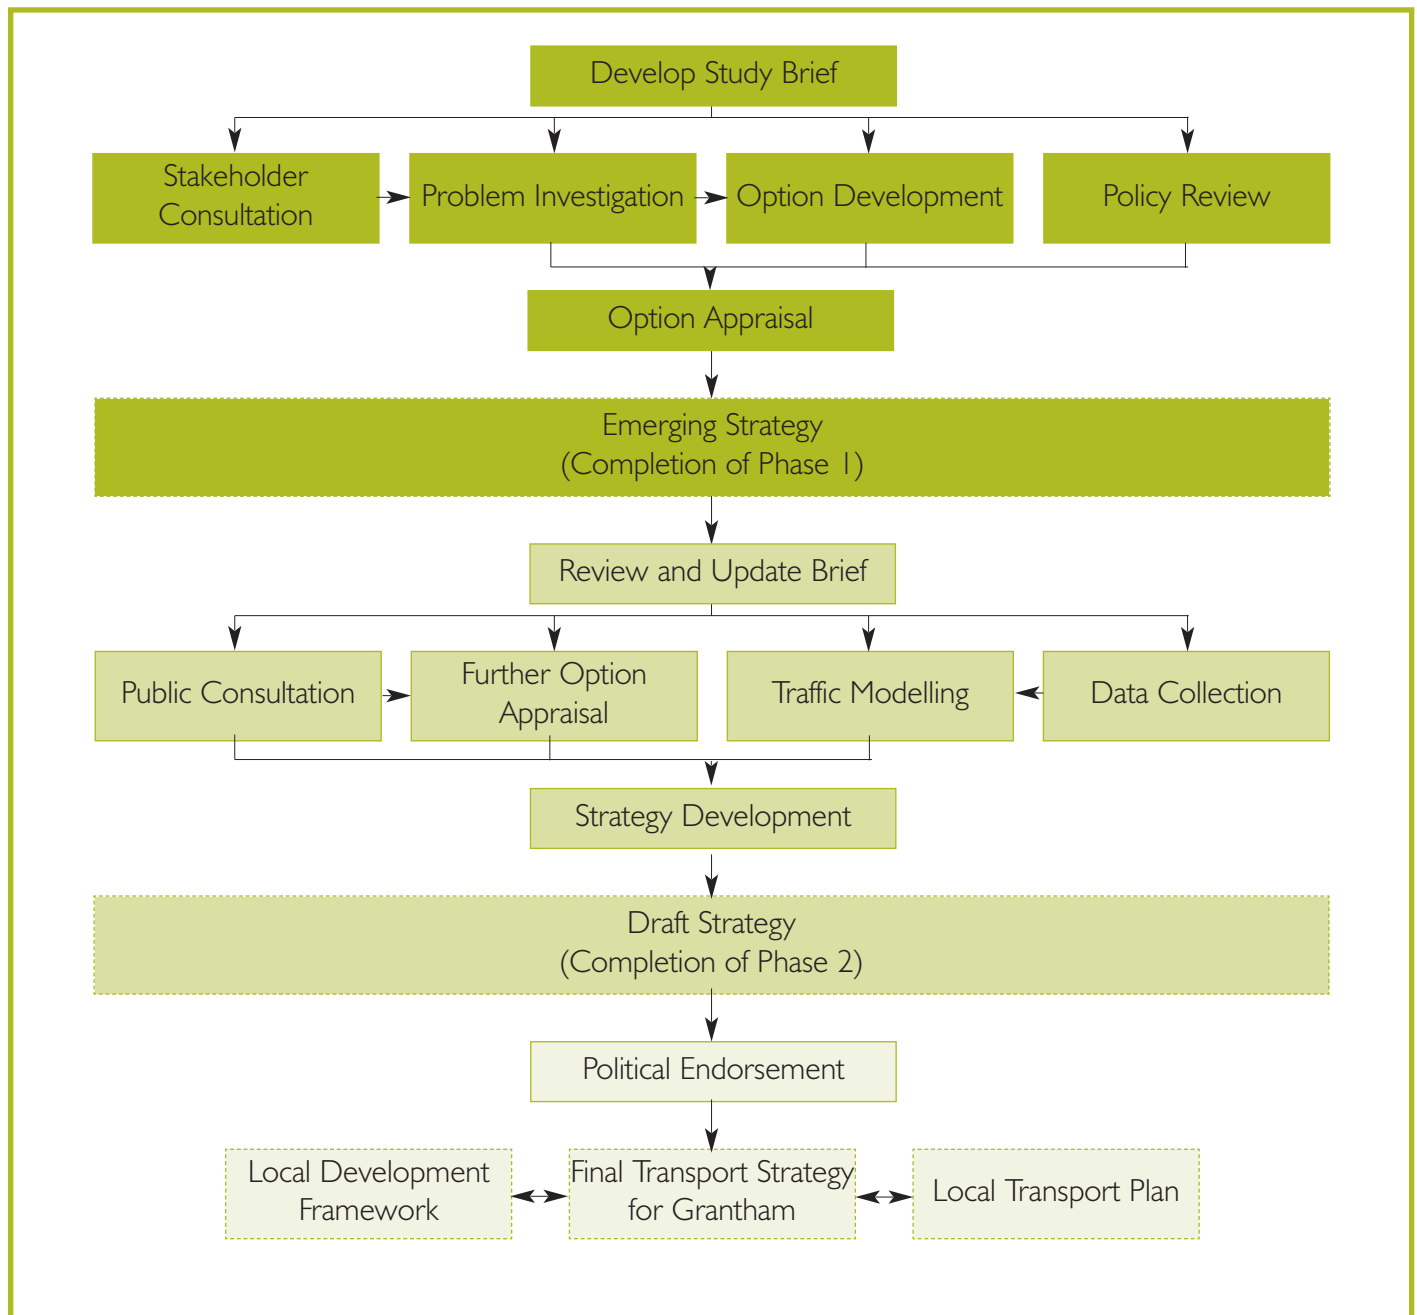 Develop Study Brief
Stakeholder
Consultation
Problem Investigation
Option Development
Policy Review
Option Appraisal
Emerging Strategy
(Completion of Phase 1)
Review and Update Brief
Public Consultation
Further Option
Appraisal
Traffic Modelling
Data Collection
Strategy Development
Draft Strategy
(Completion of Phase 2)
Political Endorsement
Local Development
Framework
Final Transport Strategy
for Grantham
Local Transport Plan